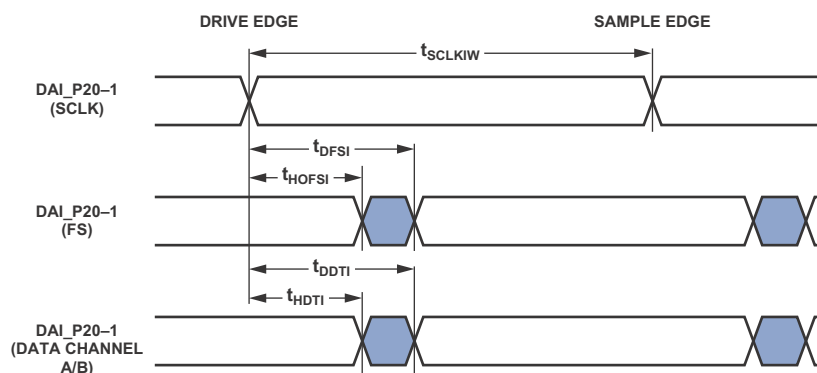 DRIVE EDGE
SAMPLE EDGE
tSCLKIW
DAI_P20–1
(SCLK)
tDFSI
tHOFSI
DAI_P20–1
(FS)
tDDTI
tHDTI
DAI_P20–1
(DATA CHANNEL
A/B)